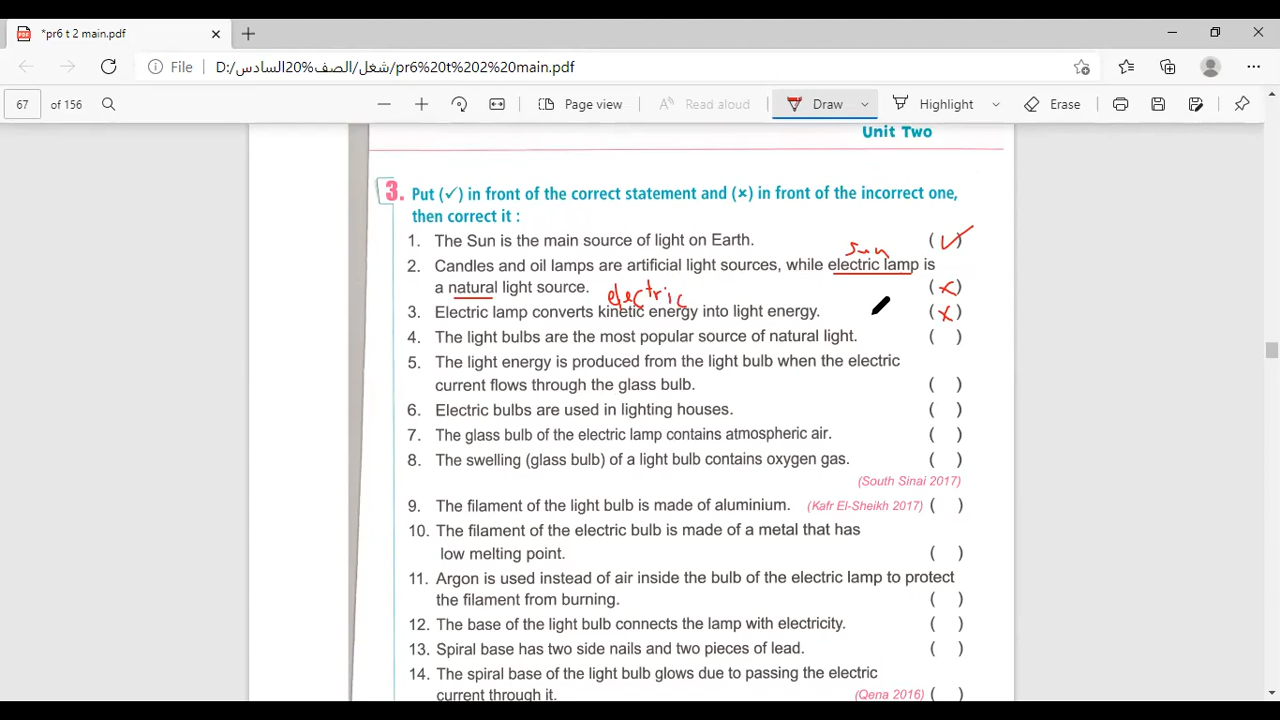 *pr6 t 2 main.pdf
File D:/شغل/الصف%20السادس/pr6%20t%202%20main.pdf
67 of 156 Page view Read aloud Draw Highlight Erase
Unit Two
3. Put (✓) in front of the correct statement and (×) in front of the incorrect one,
then correct it :
1. The Sun is the main source of light on Earth. (✓)
Sun
2. Candles and oil lamps are artificial light sources, while electric lamp is
a natural light source. (×)
electric
3. Electric lamp converts kinetic energy into light energy. (×)
4. The light bulbs are the most popular source of natural light. ( )
5. The light energy is produced from the light bulb when the electric
current flows through the glass bulb. ( )
6. Electric bulbs are used in lighting houses. ( )
7. The glass bulb of the electric lamp contains atmospheric air. ( )
8. The swelling (glass bulb) of a light bulb contains oxygen gas. ( )
(South Sinai 2017)
9. The filament of the light bulb is made of aluminium. (Kafr El-Sheikh 2017) ( )
10. The filament of the electric bulb is made of a metal that has
low melting point. ( )
11. Argon is used instead of air inside the bulb of the electric lamp to protect
the filament from burning. ( )
12. The base of the light bulb connects the lamp with electricity. ( )
13. Spiral base has two side nails and two pieces of lead. ( )
14. The spiral base of the light bulb glows due to passing the electric
current through it. (Qena 2016) ( )